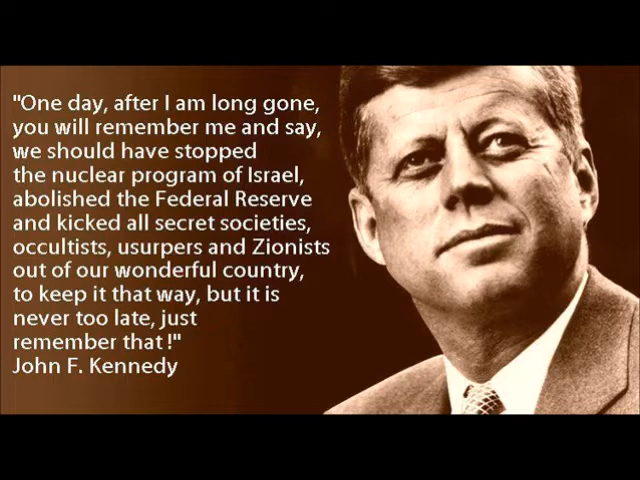 "One day, after I am long gone,
you will remember me and say,
we should have stopped
the nuclear program of Israel,
abolished the Federal Reserve
and kicked all secret societies,
occultists, usurpers and Zionists
out of our wonderful country,
to keep it that way, but it is
never too late, just
remember that !"
John F. Kennedy